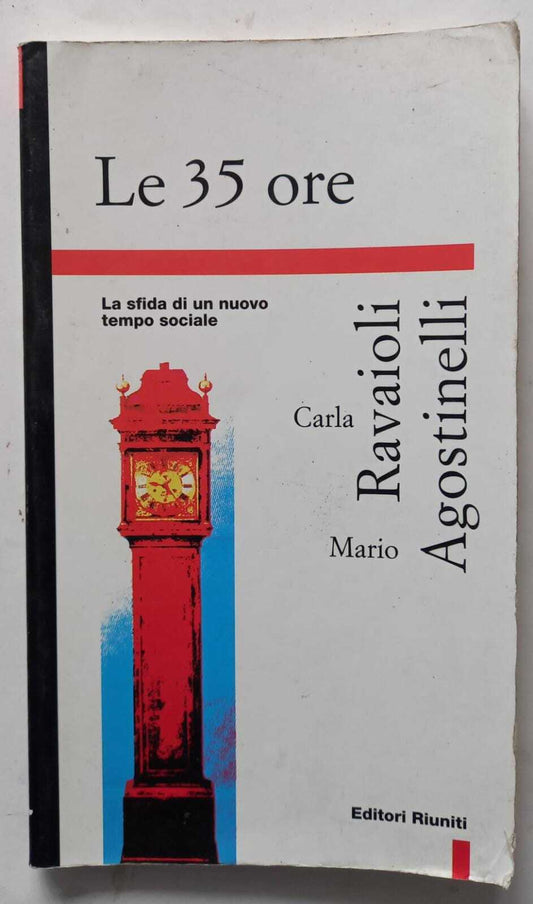 Le 35 ore
La sfida di un nuovo
tempo sociale
Carla Ravaioli
Mario Agostinelli
Editori Riuniti